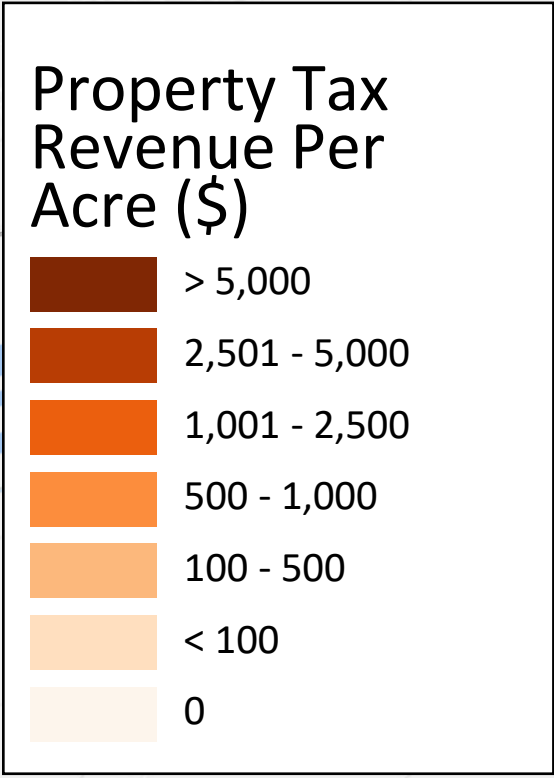 Property Tax
Revenue Per
Acre ($)
> 5,000
2,501 - 5,000
1,001 - 2,500
500 - 1,000
100 - 500
< 100
0